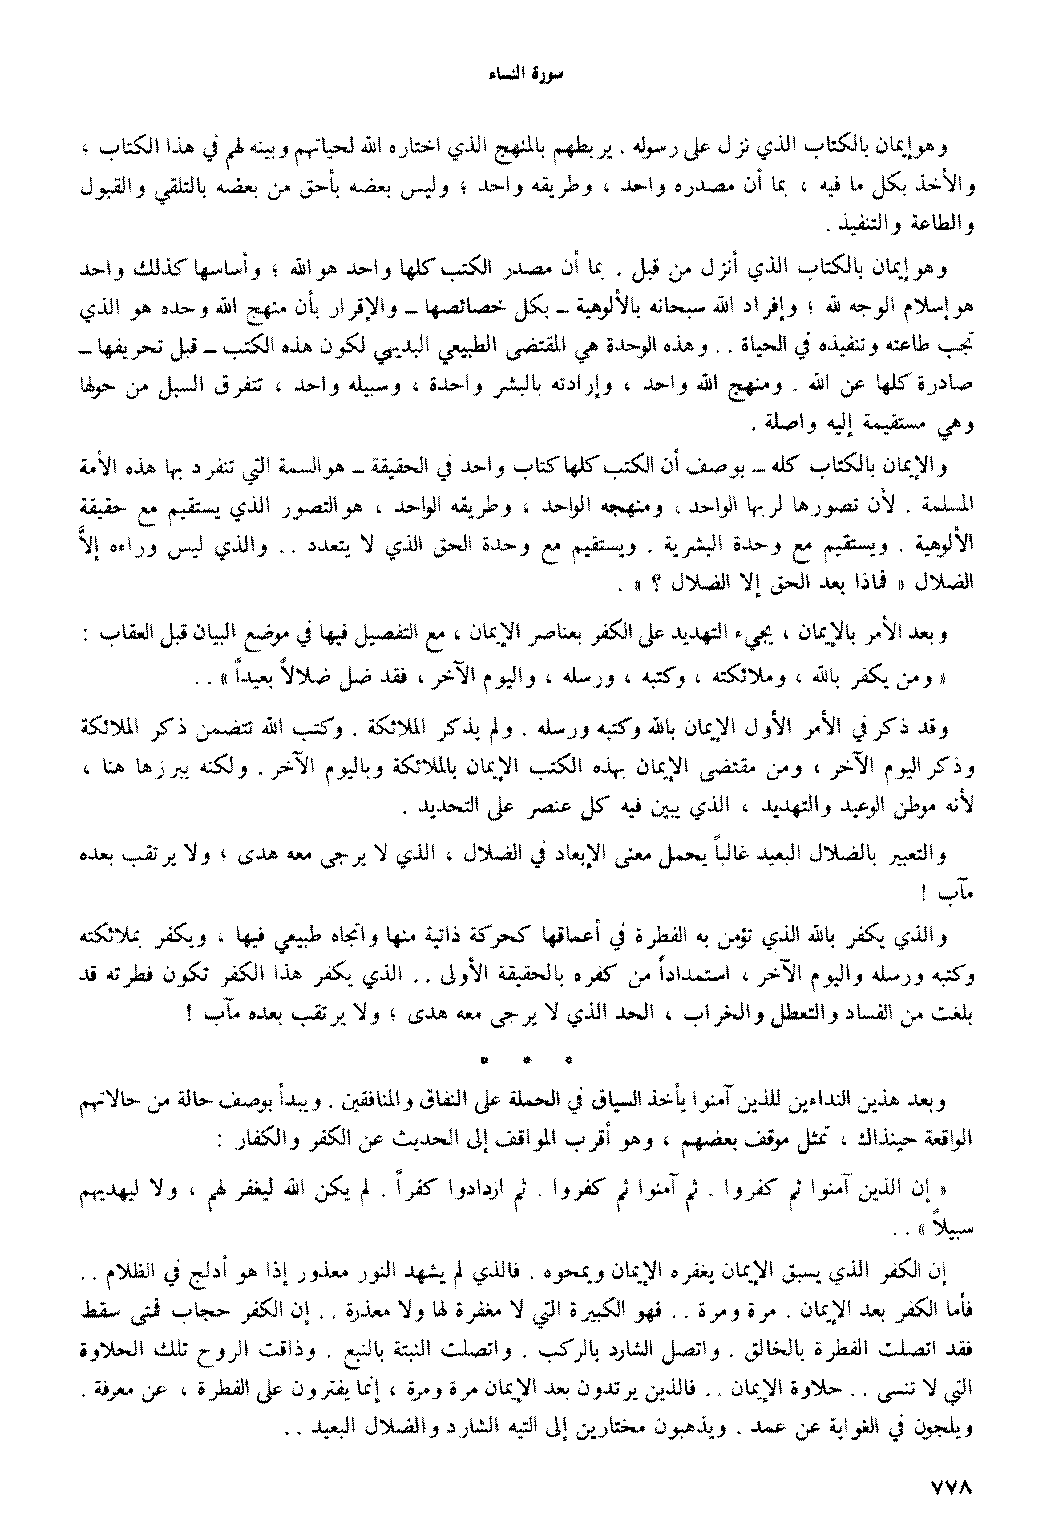 سورة النساء
وهو إيمان بالكتاب الذي نزل على رسوله . يربطهم بالمنهج الذي اختاره الله لحياتهم وبينه لهم في هذا الكتاب ؛
والأخذ بكل ما فيه ، بما أن مصدره واحد ، وطريقه واحد ؛ وليس بعضه بأحق من بعضه بالتلقي والقبول
والطاعة والتنفيذ .
وهو إيمان بالكتاب الذي أنزل من قبل . بما أن مصدر الكتب كلها واحد هو الله ؛ وأساسها كذلك واحد
هو إسلام الوجه لله ؛ وإفراد الله سبحانه بالألوهية – بكل خصائصها – والإقرار بأن منهج الله وحده هو الذي
تجب طاعته وتنفيذه في الحياة .. وهذه الوحدة هي المقتضى الطبيعي البديهي لكون هذه الكتب – قبل تحريفها –
صادرة كلها عن الله . ومنهج الله واحد ، وإرادته بالبشر واحدة ، وسبيله واحد ، تتفرق السبل من حولها
وهي مستقيمة إليه واصلة .
والإيمان بالكتاب كله – بوصف أن الكتب كلها كتاب واحد في الحقيقة – هو السمة التي تنفرد بها هذه الأمة
المسلمة . لأن تصورها لربها الواحد ، ومنهجه الواحد ، وطريقه الواحد ، هو التصور الذي يستقيم مع حقيقة
الألوهية . ويستقيم مع وحدة البشرية . ويستقيم مع وحدة الحق الذي لا يتعدد .. والذي ليس وراءه إلاَّ
الضلال « فماذا بعد الحق إلا الضلال ؟ » .
وبعد الأمر بالإيمان ، يجيء التهديد على الكفر بعناصر الإيمان ، مع التفصيل فيها في موضع البيان قبل العقاب :
« ومن يكفر بالله ، وملائكته ، وكتبه ، ورسله ، واليوم الآخر ، فقد ضل ضلالاً بعيداً » ..
وقد ذكر في الأمر الأول الإيمان بالله وكتبه ورسله . ولم يذكر الملائكة . وكتب الله تتضمن ذكر الملائكة
وذكر اليوم الآخر ، ومن مقتضى الإيمان بهذه الكتب الإيمان بالملائكة وباليوم الآخر . ولكنه يبرزها هنا ،
لأنه موطن الوعيد والتهديد ، الذي يبين فيه كل عنصر على التحديد .
والتعبير بالضلال البعيد غالباً يحمل معنى الإبعاد في الضلال ، الذي لا يرجى معه هدى ؛ ولا يرتقب بعده
مآب !
والذي يكفر بالله الذي تؤمن به الفطرة في أعماقها كحركة ذاتية منها واتجاه طبيعي فيها ، ويكفر بملائكته
وكتبه ورسله واليوم الآخر ، استمداداً من كفره بالحقيقة الأولى .. الذي يكفر هذا الكفر تكون فطرته قد
بلغت من الفساد والتعطل والخراب ، الحد الذي لا يرجى معه هدى ؛ ولا يرتقب بعده مآب !
* * *
وبعد هذين النداءين للذين آمنوا يأخذ السياق في الحملة على النفاق والمنافقين . ويبدأ بوصف حالة من حالاتهم
الواقعة حينذاك ، تمثل موقف بعضهم ، وهو أقرب المواقف إلى الحديث عن الكفر والكفار :
« إن الذين آمنوا ثم كفروا . ثم آمنوا ثم كفروا . ثم ازدادوا كفراً . لم يكن الله ليغفر لهم ، ولا ليهديهم
سبيلاً » ..
إن الكفر الذي يسبق الإيمان يغفره الإيمان ويمحوه . فالذي لم يشهد النور معذور إذا هو أدلج في الظلام ..
فأما الكفر بعد الإيمان . مرة ومرة .. فهو الكبيرة التي لا مغفرة لها ولا معذرة .. إن الكفر حجاب فمتى سقط
فقد اتصلت الفطرة بالخالق . واتصل الشارد بالركب . واتصلت النبتة بالنبع . وذاقت الروح تلك الحلاوة
التي لا تنسى .. حلاوة الإيمان .. فالذين يرتدون بعد الإيمان مرة ومرة ، إنما يفترون على الفطرة ، عن معرفة .
ويلجون في الغواية عن عمد . ويذهبون مختارين إلى التيه الشارد والضلال البعيد ..
٧٧٨